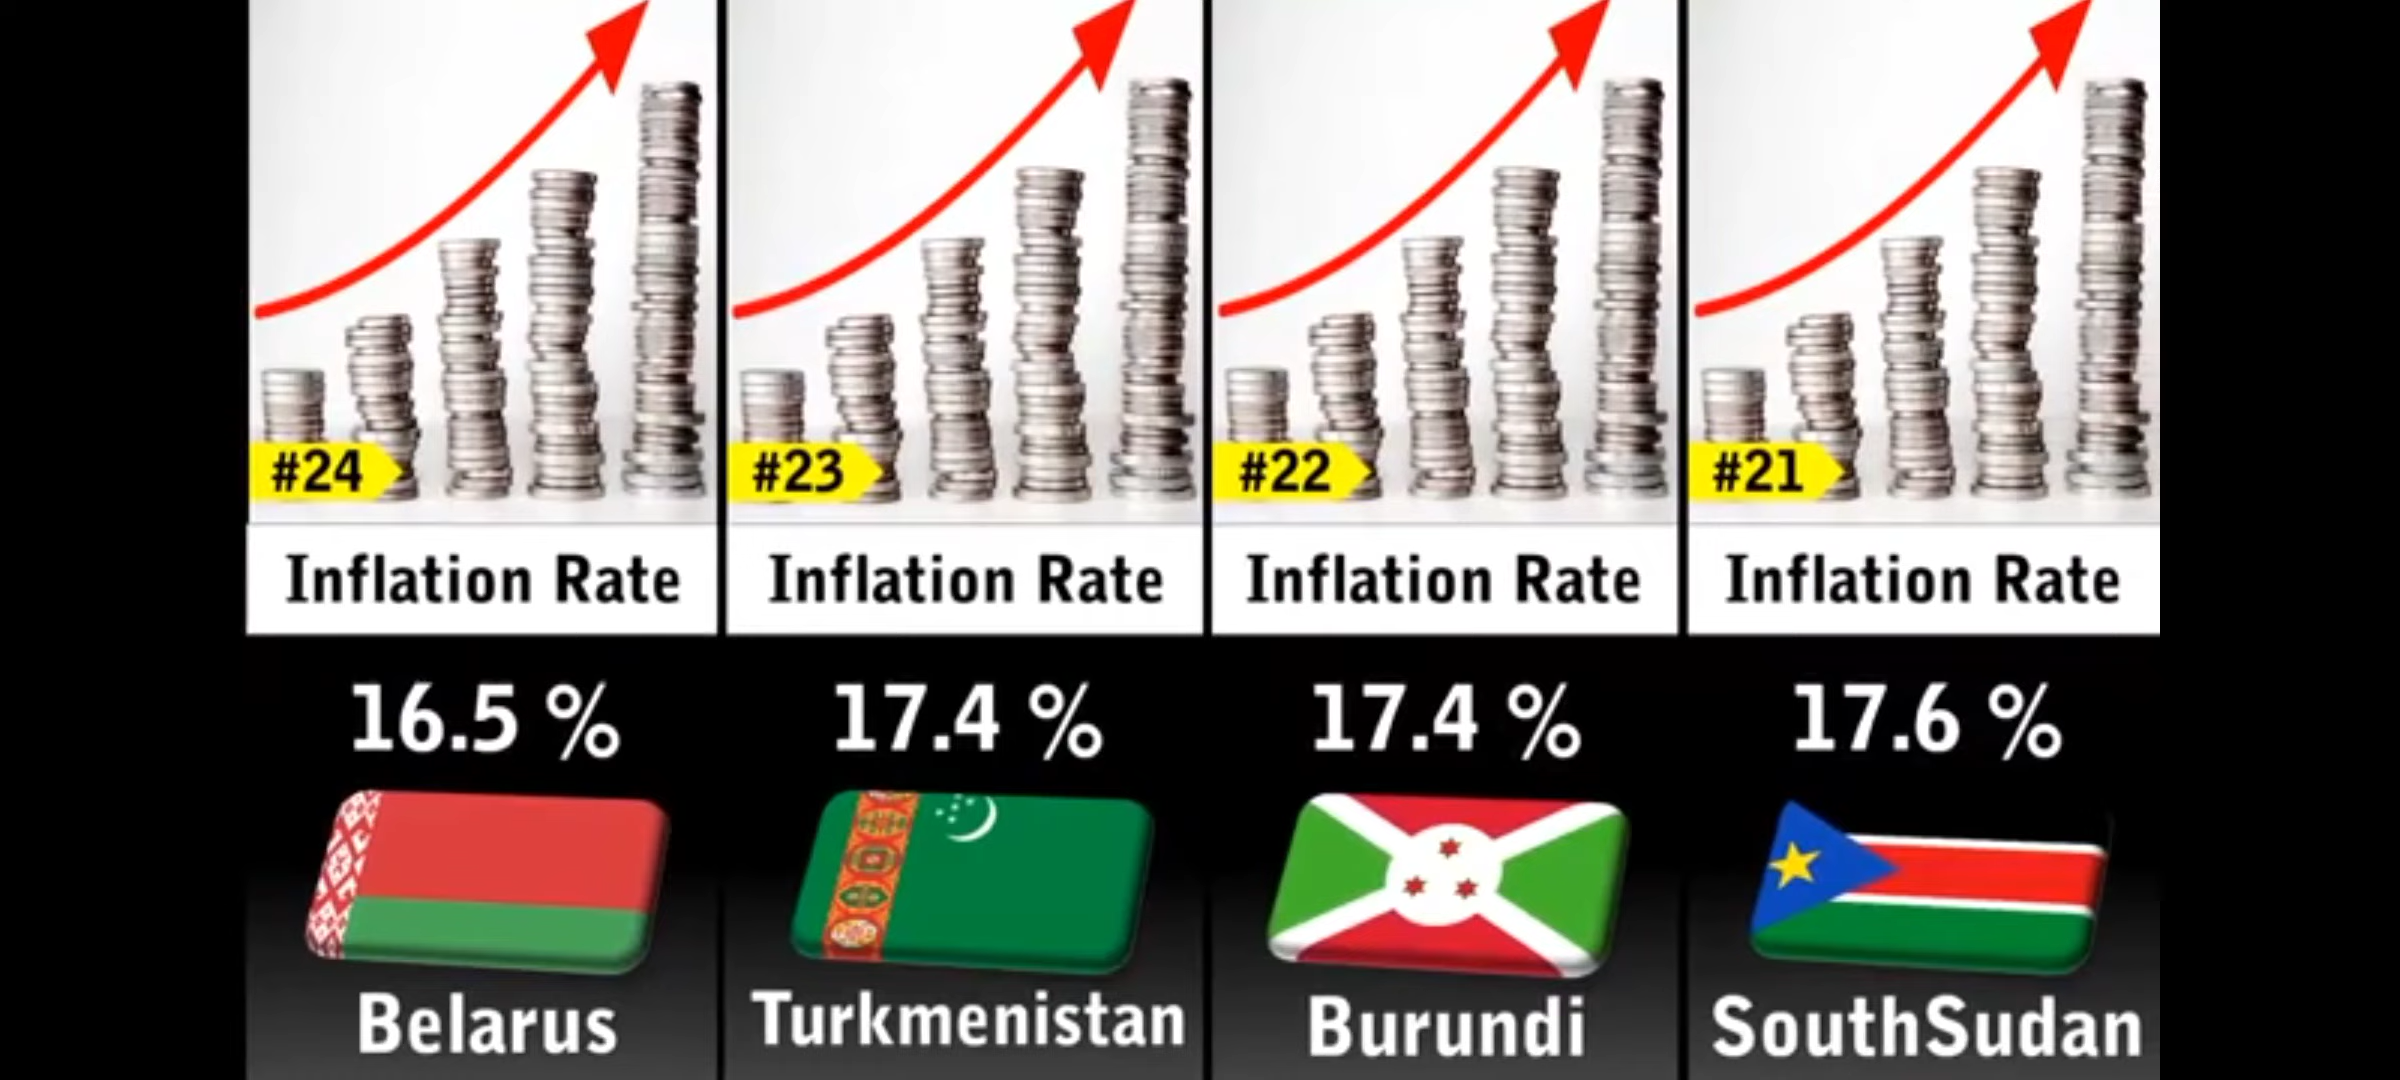 #24
Inflation Rate
16.5 %
Belarus
#23
Inflation Rate
17.4 %
Turkmenistan
#22
Inflation Rate
17.4 %
Burundi
#21
Inflation Rate
17.6 %
SouthSudan